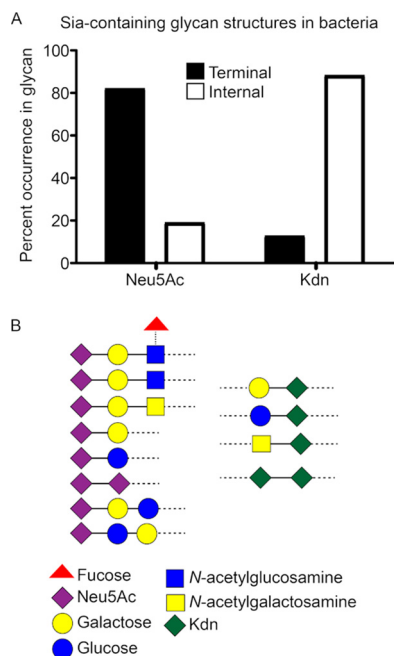 A
Sia-containing glycan structures in bacteria
Percent occurrence in glycan
100
80
60
40
20
0
Terminal
Internal
Neu5Ac
Kdn
B
Fucose
Neu5Ac
Galactose
Glucose
N-acetylglucosamine
N-acetylgalactosamine
Kdn